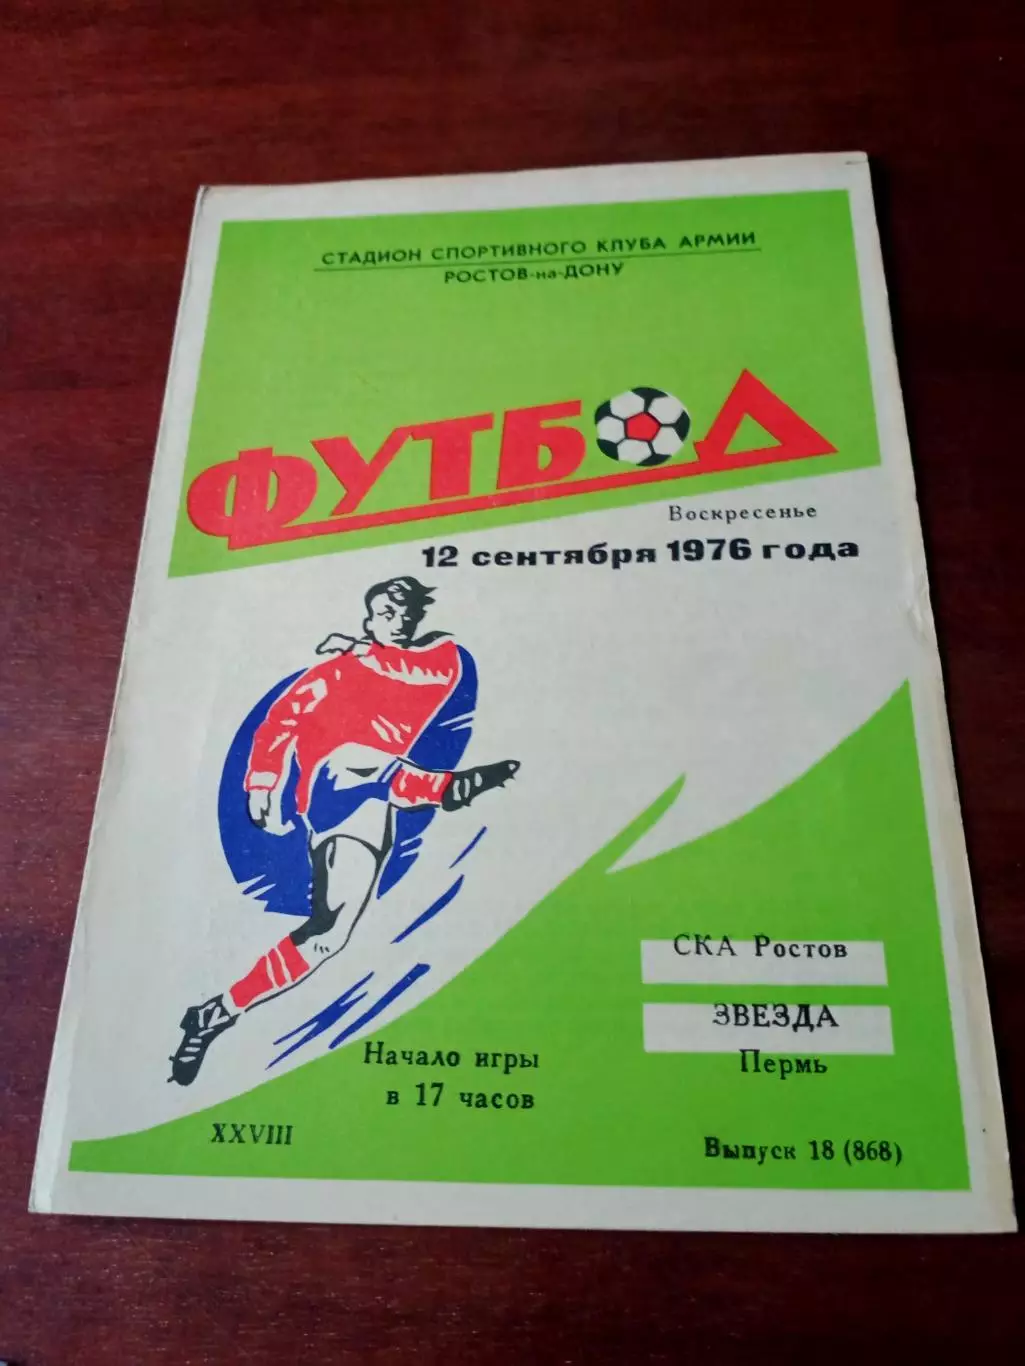 СТАДИОН СПОРТИВНОГО КЛУБА АРМИИ
РОСТОВ-на-ДОНУ
ФУТБОЛ
Воскресенье
12 сентября 1976 года
СКА Ростов
ЗВЕЗДА
Пермь
Начало игры
в 17 часов
XXVIII
Выпуск 18 (868)